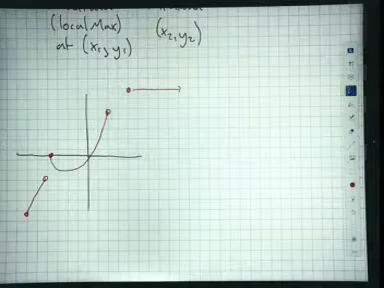 (local Max)
at (x₁, y₁)
(x₂, y₂)